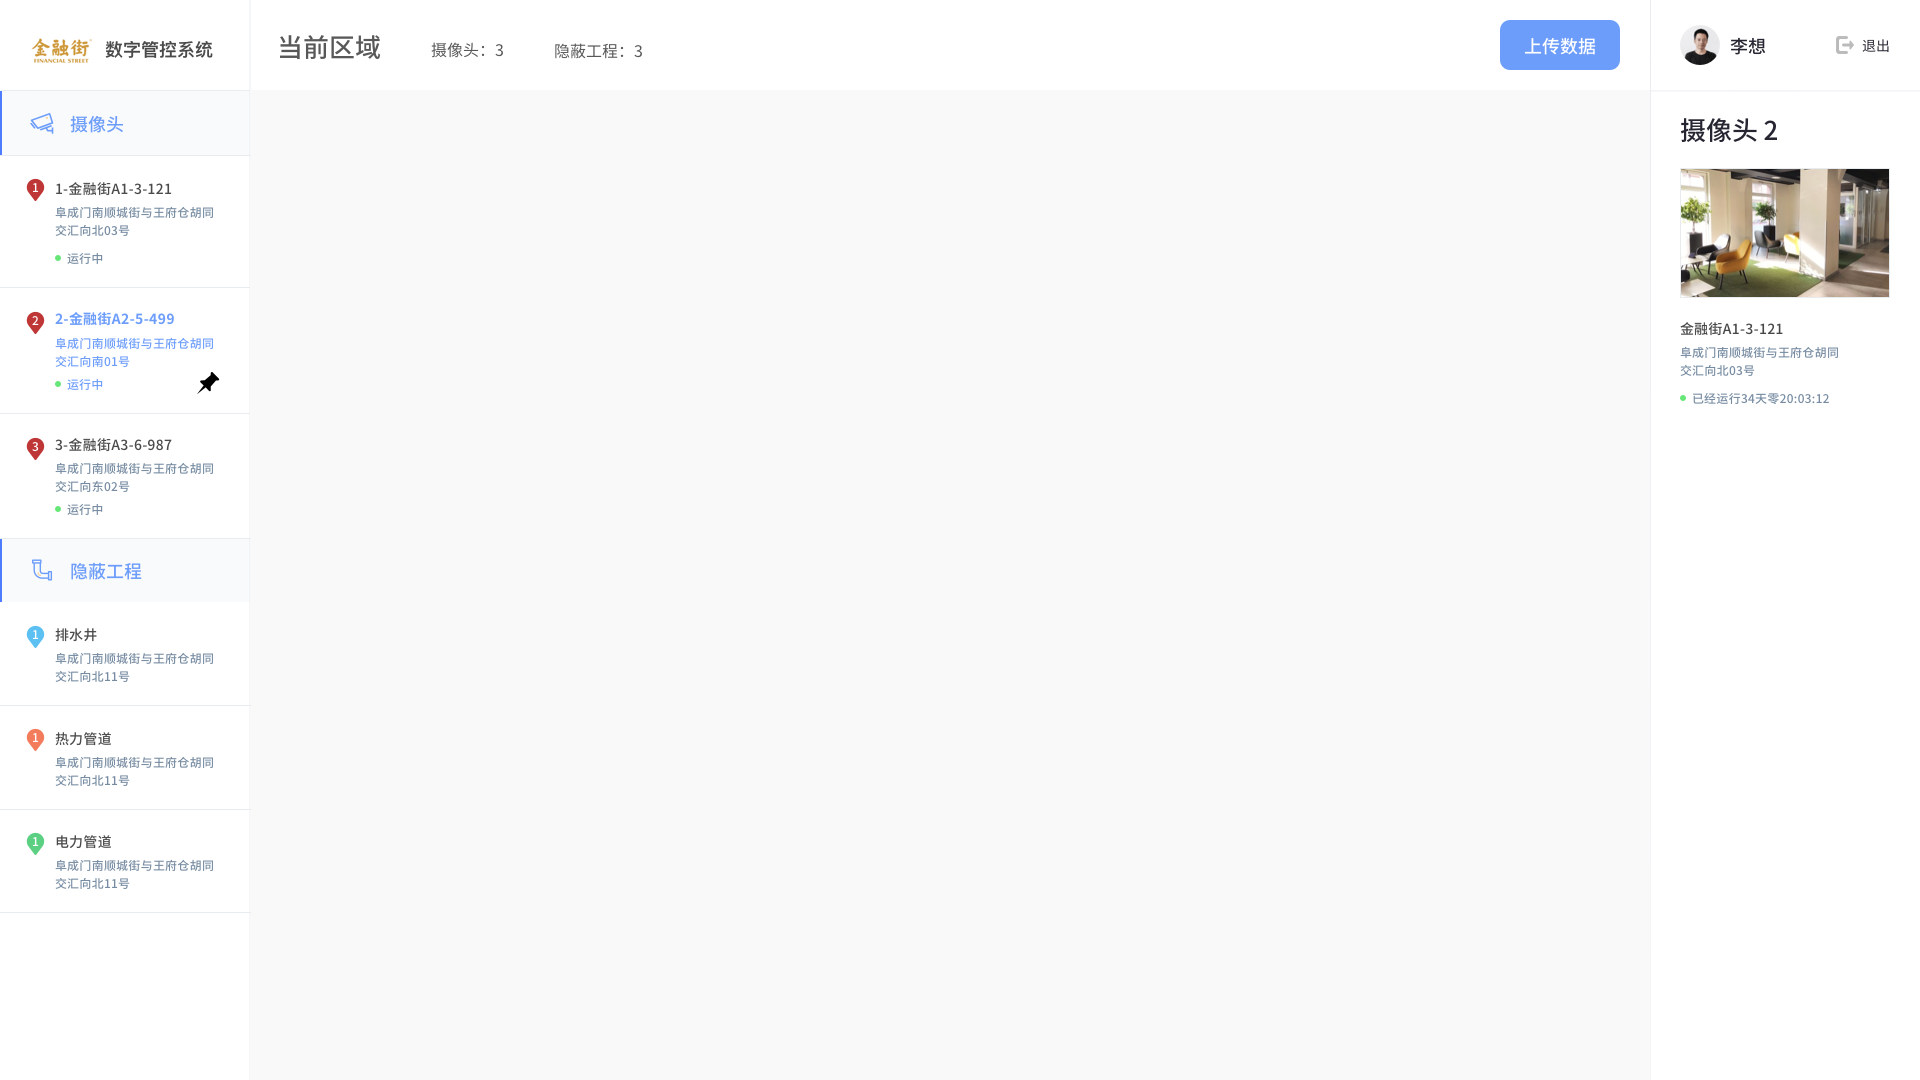 金融街
FINANCIAL STREET
数字管控系统
当前区域
摄像头：3
隐蔽工程：3
上传数据
李想
退出
摄像头
1
1-金融街A1-3-121
阜成门南顺城街与王府仓胡同
交汇向北03号
运行中
2
2-金融街A2-5-499
阜成门南顺城街与王府仓胡同
交汇向南01号
运行中
3
3-金融街A3-6-987
阜成门南顺城街与王府仓胡同
交汇向东02号
运行中
隐蔽工程
1
排水井
阜成门南顺城街与王府仓胡同
交汇向北11号
1
热力管道
阜成门南顺城街与王府仓胡同
交汇向北11号
1
电力管道
阜成门南顺城街与王府仓胡同
交汇向北11号
摄像头 2
金融街A1-3-121
阜成门南顺城街与王府仓胡同
交汇向北03号
已经运行34天零20:03:12